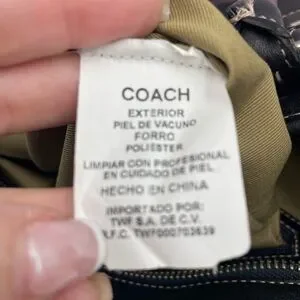 COACH
EXTERIOR
PIEL DE VACUNO
FORRO
POLIESTER
LIMPIAR CON PROFESIONAL
EN CUIDADO DE PIEL
HECHO EN CHINA
IMPORTADO POR:
TWF S.A. DE C.V.
R.F.C. TWF000703639